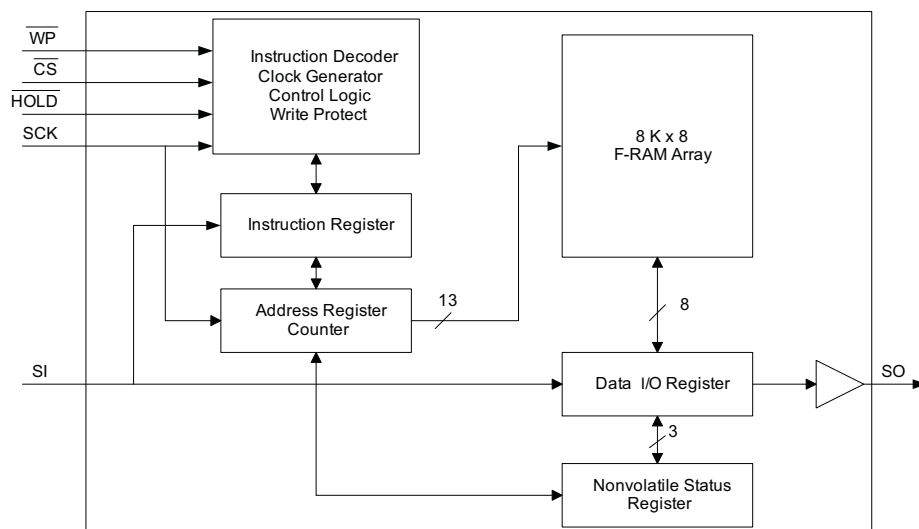 WP
CS
HOLD
SCK
Instruction Decoder
Clock Generator
Control Logic
Write Protect
8 K x 8
F-RAM Array
Instruction Register
Address Register
Counter
13
8
SI
Data I/O Register
SO
3
Nonvolatile Status
Register